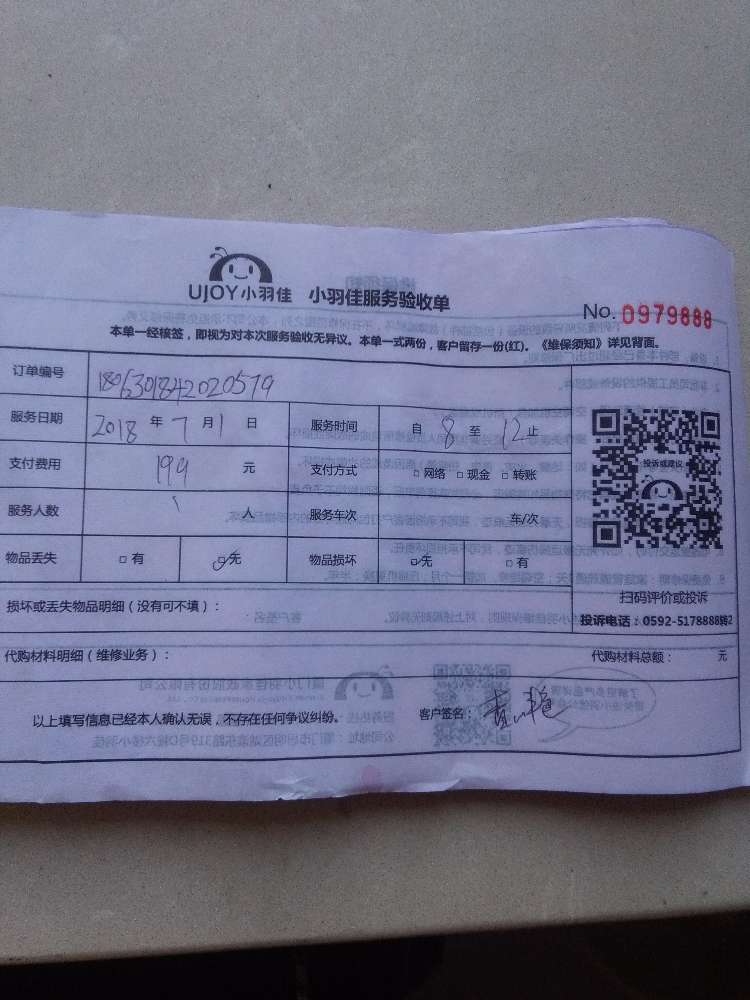 UJOY小羽佳 小羽佳服务验收单
No. 0979888
本单一经核签，即视为对本次服务验收无异议。本单一式两份，客户留存一份(红)。《维保须知》详见背面。
订单编号 1806301842020579
服务日期 2018 年 7 月 1 日 服务时间 自 8 至 12 止
支付费用 199 元 支付方式 □ 网络 □ 现金 □ 转账
投诉或建议
服务人数 1 人 服务车次 车/次
物品丢失 □ 有 □ 无 物品损坏 □ 无 □ 有
扫码评价或投诉
损坏或丢失物品明细（没有可不填）：
投诉电话：0592-5178888转2
代购材料明细（维修业务）： 代购材料总额： 元
以上填写信息已经本人确认无误，不存在任何争议纠纷。 客户签名：